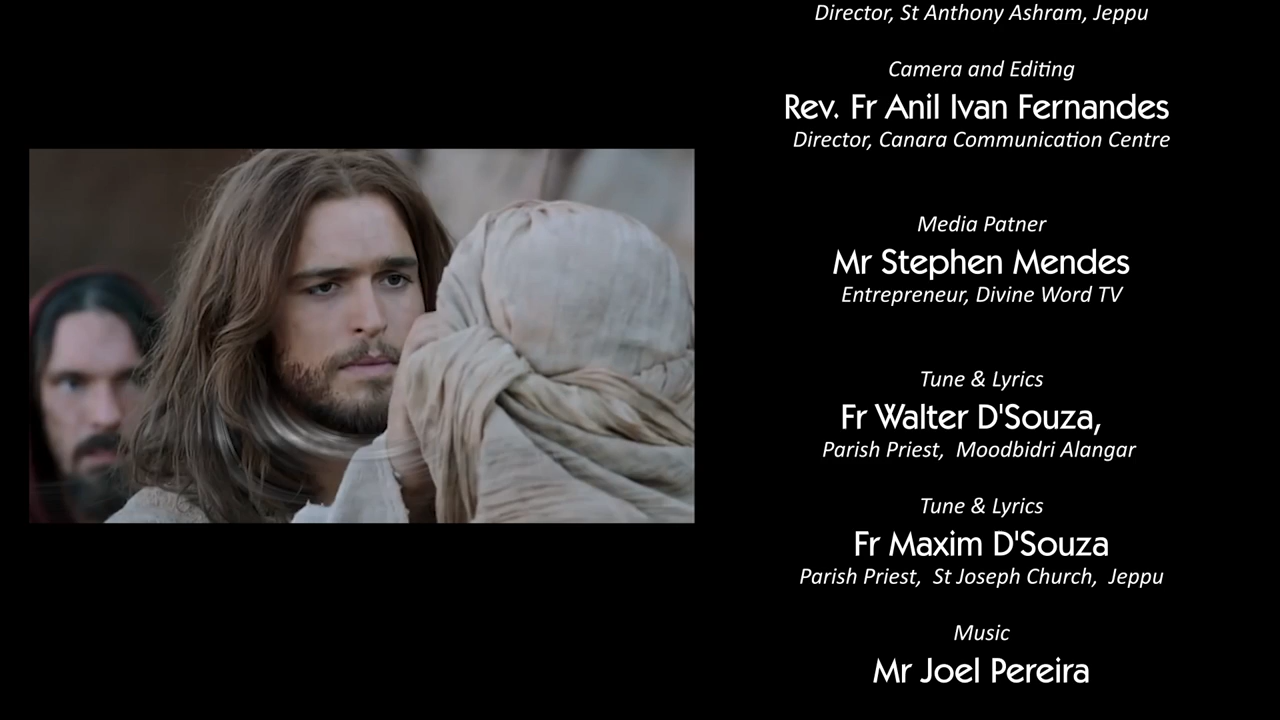 Director, St Anthony Ashram, Jeppu
Camera and Editing
Rev. Fr Anil Ivan Fernandes
Director, Canara Communication Centre
Media Patner
Mr Stephen Mendes
Entrepreneur, Divine Word TV
Tune & Lyrics
Fr Walter D'Souza,
Parish Priest, Moodbidri Alangar
Tune & Lyrics
Fr Maxim D'Souza
Parish Priest, St Joseph Church, Jeppu
Music
Mr Joel Pereira